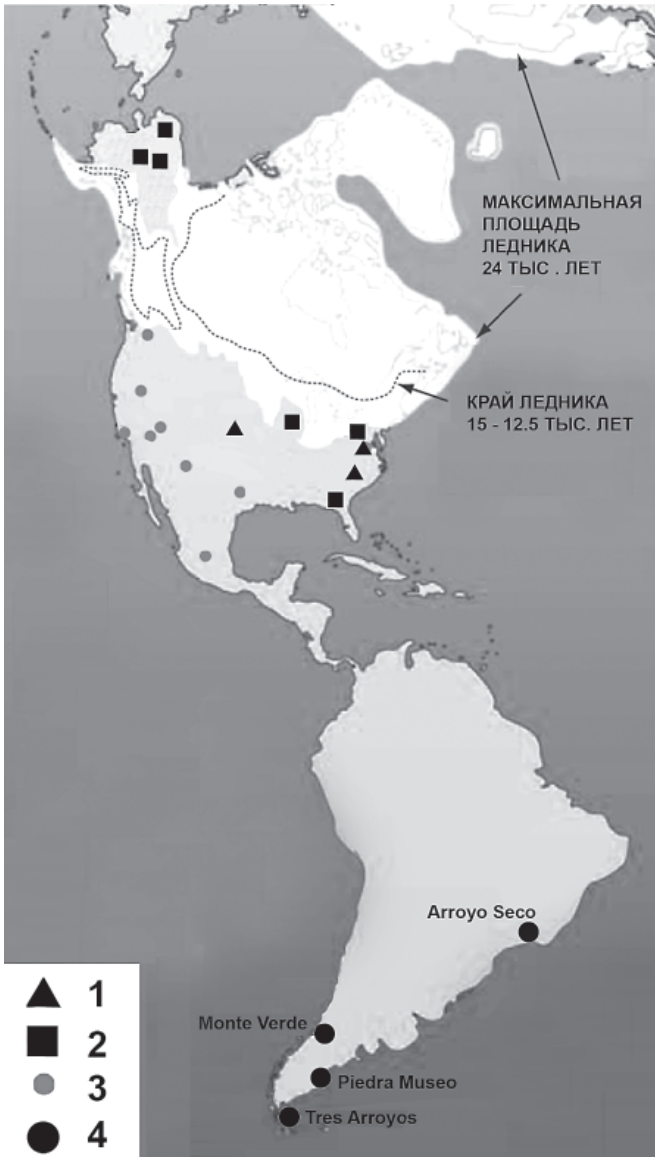 МАКСИМАЛЬНАЯ
ПЛОЩАДЬ
ЛЕДНИКА
24 ТЫС . ЛЕТ
КРАЙ ЛЕДНИКА
15 - 12.5 ТЫС. ЛЕТ
Arroyo Seco
Monte Verde
Piedra Museo
Tres Arroyos
1
2
3
4